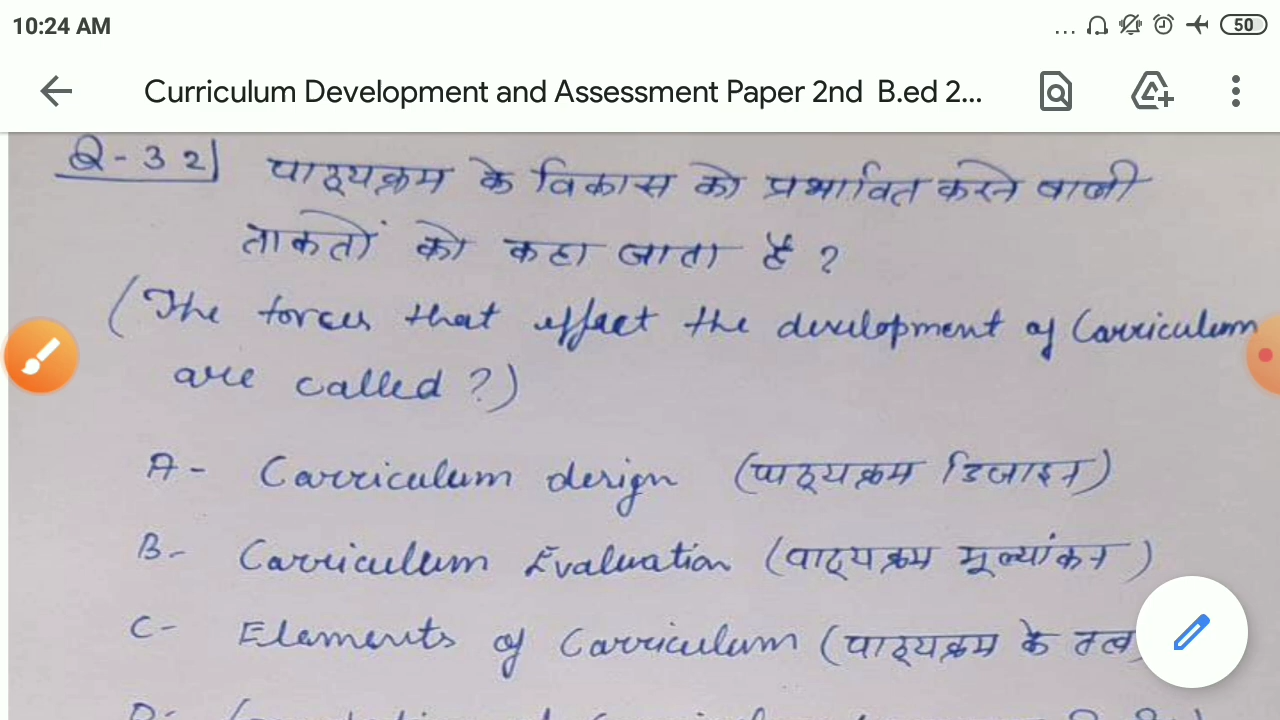 10:24 AM
... 50
Curriculum Development and Assessment Paper 2nd B.ed 2...
Q-32] पाठ्यक्रम के विकास को प्रभावित करने वाली
ताकतों को कहा जाता है ?
(The forces that effect the development of Curriculum
are called ?)
A- Curriculum design (पाठ्यक्रम डिजाइन)
B- Curriculum Evaluation (पाठ्यक्रम मूल्यांकन)
C- Elements of Curriculum (पाठ्यक्रम के तत्व)
D-